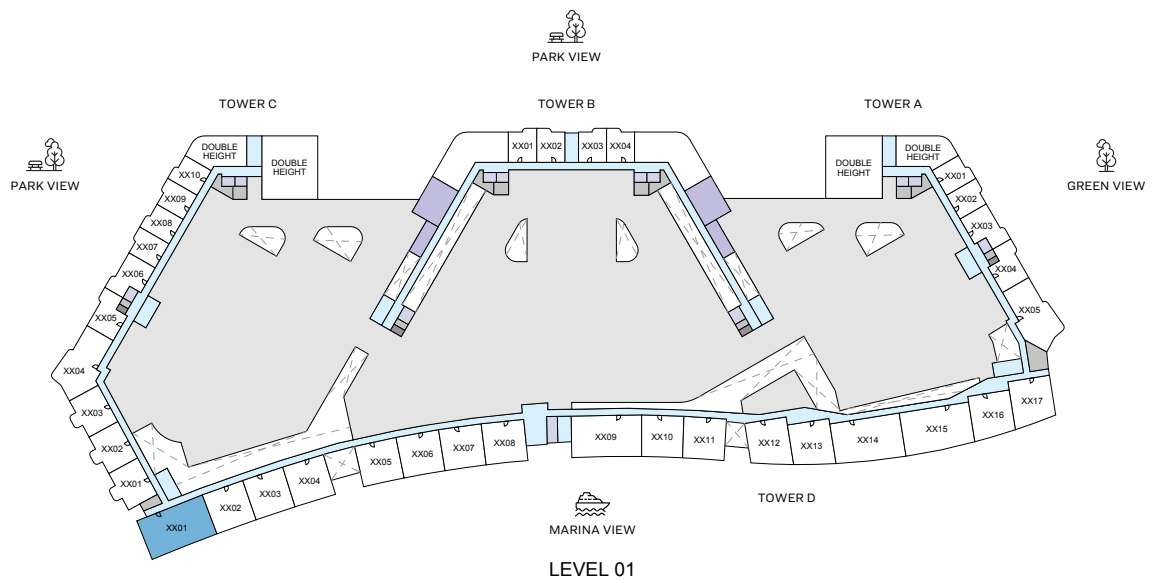 PARK VIEW
TOWER C
TOWER B
TOWER A
PARK VIEW
GREEN VIEW
DOUBLE
HEIGHT
DOUBLE
HEIGHT
XX10
XX09
XX08
XX07
XX06
XX05
XX04
XX03
XX02
XX01
XX01
XX02
XX03
XX04
DOUBLE
HEIGHT
DOUBLE
HEIGHT
XX01
XX02
XX03
XX04
XX05
XX01
XX02
XX03
XX04
XX05
XX06
XX07
XX08
XX09
XX10
XX11
XX12
XX13
XX14
XX15
XX16
XX17
TOWER D
MARINA VIEW
LEVEL 01